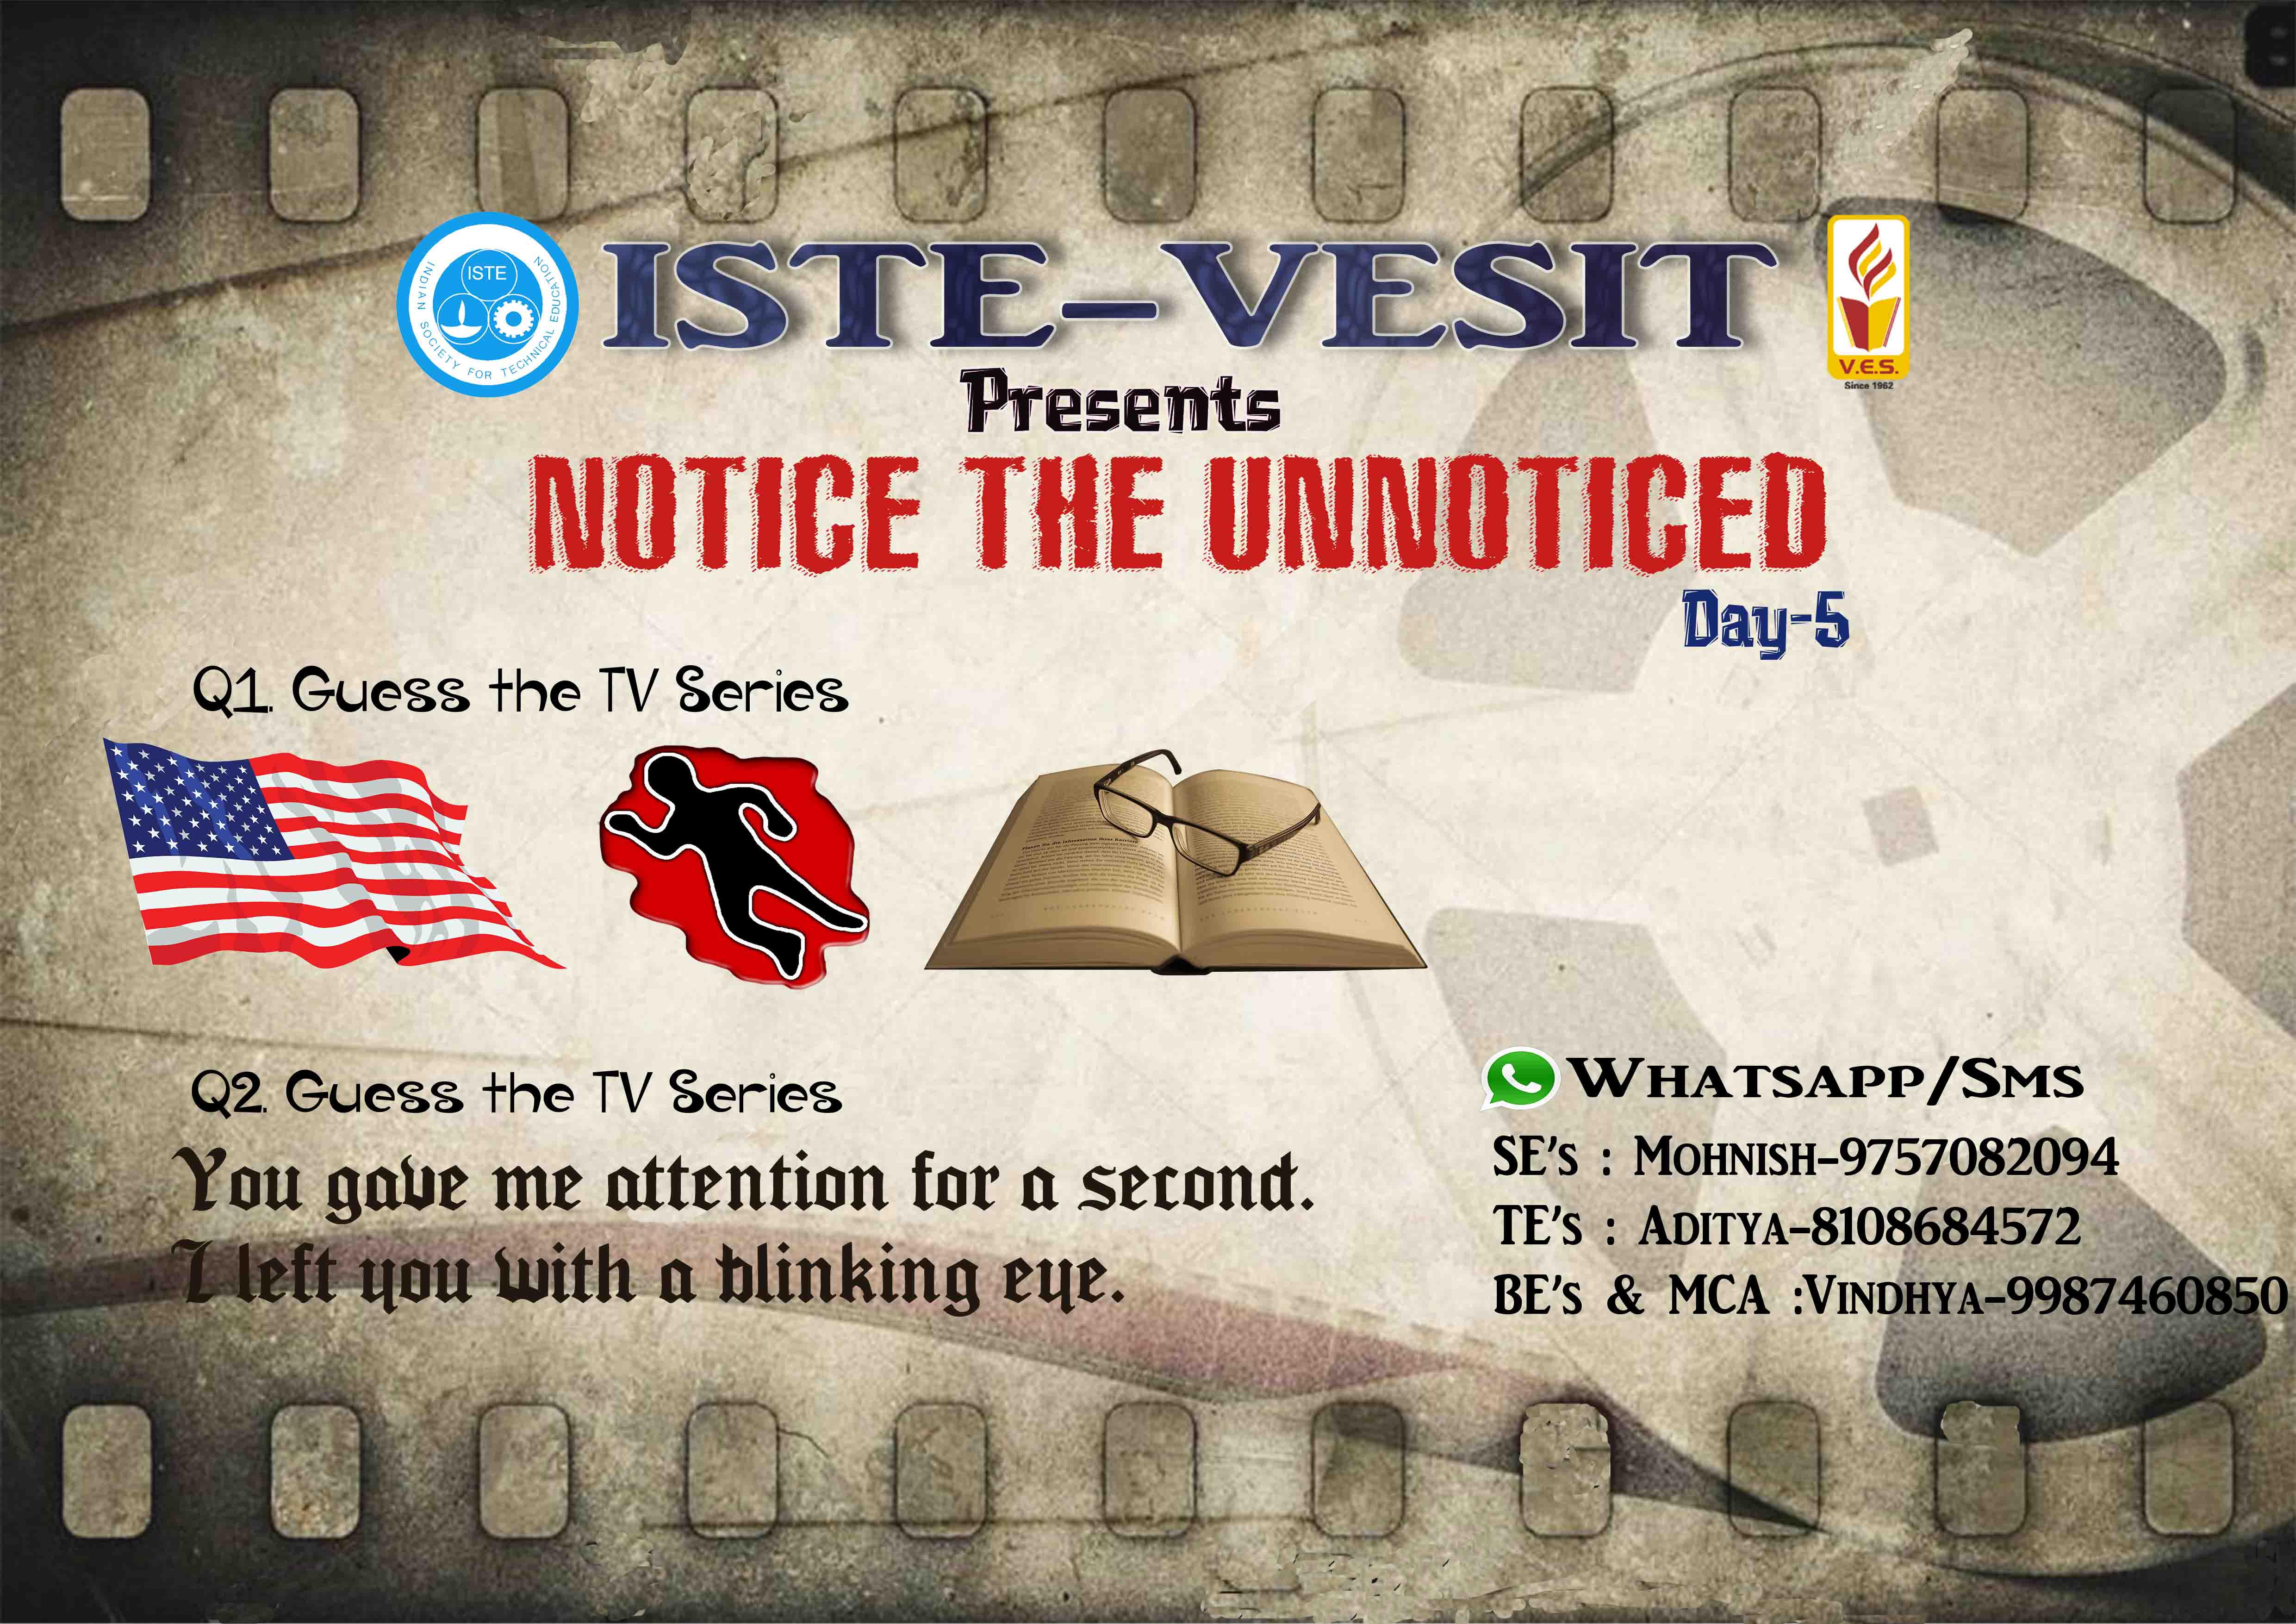 ISTE
INDIAN SOCIETY FOR TECHNICAL EDUCATION
ISTE-VESIT
V.E.S.
Since 1962
Presents
NOTICE THE UNNOTICED
Day-5
Q1. Guess the TV Series
Q2. Guess the TV Series
You gave me attention for a second.
I left you with a blinking eye.
WHATSAPP/SMS
SE's : MOHNISH-9757082094
TE's : ADITYA-8108684572
BE's & MCA :VINDHYA-9987460850